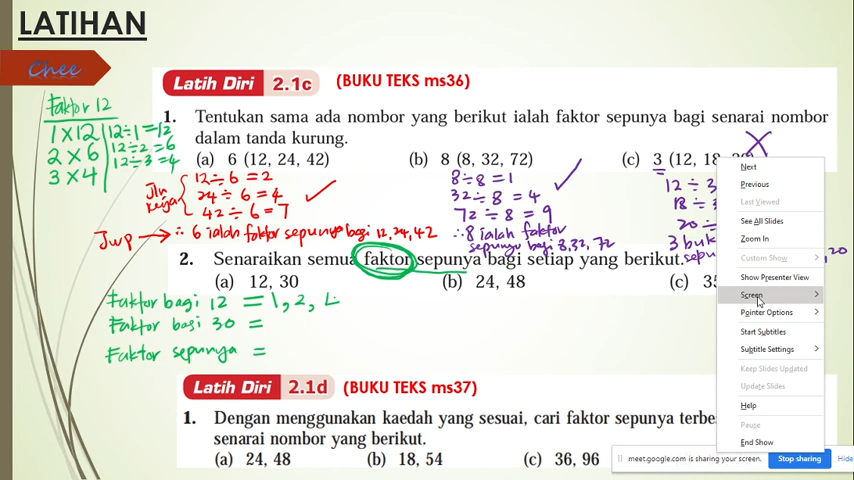 LATIHAN
Chee
Latih Diri 2.1c (BUKU TEKS ms36)
Faktor 12
1 x 12 12÷1=12
2 x 6 12÷2=6
3 x 4 12÷3=4
1. Tentukan sama ada nombor yang berikut ialah faktor sepunya bagi senarai nombor
dalam tanda kurung.
(a) 6 (12, 24, 42) (b) 8 (8, 32, 72) (c) 3 (12, 18
Jln kerja
12÷6=2
24÷6=4
42÷6=7
Jwp → ∴ 6 ialah faktor sepunya bagi 12,24,42
8÷8=1
32÷8=4
72÷8=9
∴8 ialah faktor
sepunya bagi 8,32,72
12÷3
18÷3
20÷
3 buk
sepu
20
2. Senaraikan semua faktor sepunya bagi setiap yang berikut.
(a) 12, 30 (b) 24, 48 (c) 35
Faktor bagi 12 = 1, 2,
Faktor bagi 30 =
Faktor sepunya =
Latih Diri 2.1d (BUKU TEKS ms37)
1. Dengan menggunakan kaedah yang sesuai, cari faktor sepunya terbe
senarai nombor yang berikut.
(a) 24, 48 (b) 18, 54 (c) 36, 96
Next
Previous
Last Viewed
See All Slides
Zoom In
Custom Show
Show Presenter View
Screen
Pointer Options
Start Subtitles
Subtitle Settings
Keep Slides Updated
Update Slides
Help
Pause
End Show
meet.google.com is sharing your screen. Stop sharing Hide